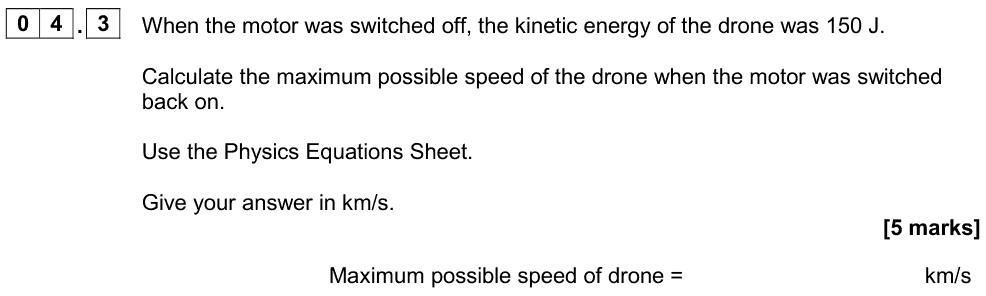 04.3 When the motor was switched off, the kinetic energy of the drone was 150 J.
Calculate the maximum possible speed of the drone when the motor was switched
back on.
Use the Physics Equations Sheet.
Give your answer in km/s.
[5 marks]
Maximum possible speed of drone = km/s